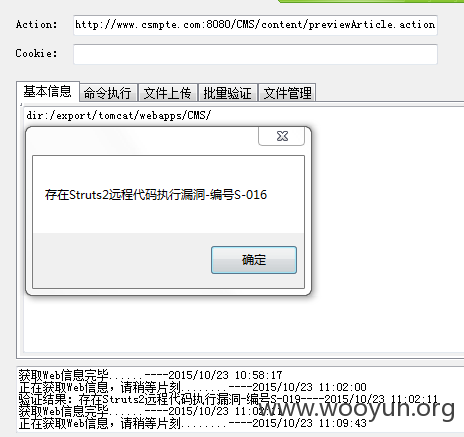 Action:
http://www.csmpte.com:8080/CMS/content/previewArticle.action
Cookie:
基本信息 命令执行 文件上传 批量验证 文件管理
dir:/export/tomcat/webapps/CMS/
存在Struts2远程代码执行漏洞-编号S-016
确定
获取Web信息完毕.......----2015/10/23 10:58:17
正在获取Web信息,请稍等片刻........----2015/10/23 11:02:00
验证结果:存在Struts2远程代码执行漏洞-编号S-019----2015/10/23 11:02:11
获取Web信息完毕.......----2015/10/23 11:02:11
正在获取Web信息,请稍等片刻........----2015/10/23 11:09:43
www.wooyun.org